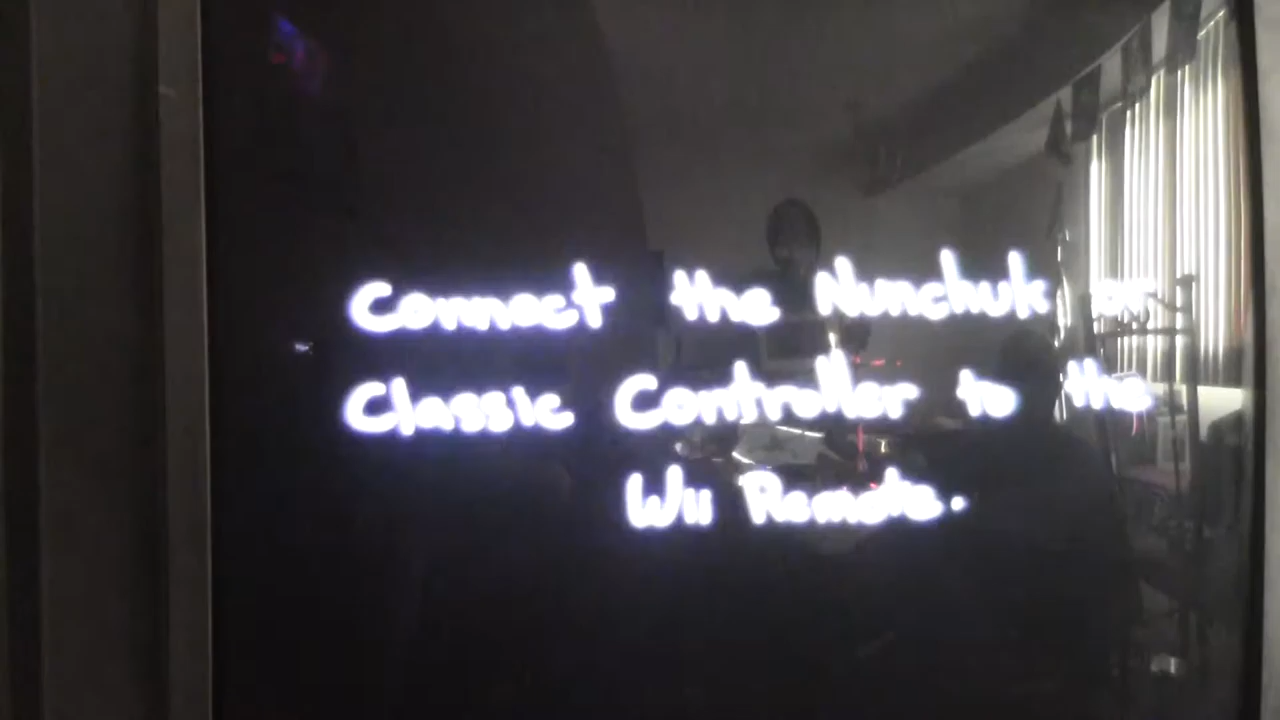 Connect the Nunchuk or
Classic Controller to the
Wii Remote.